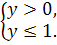 {y > 0,
y ≤ 1.